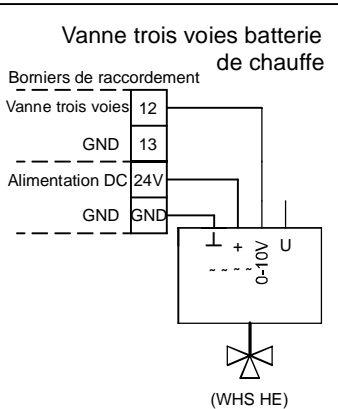 Vanne trois voies batterie
de chauffe
Borniers de raccordement
Vanne trois voies 12
GND 13
Alimentation DC 24V
GND GND
⊥ + 0-10V U
~ ~ ~ ~
(WHS HE)